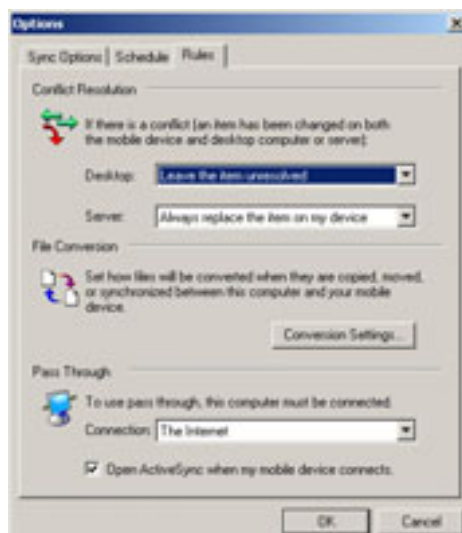 Options
Sync Options Schedule Rules
Conflict Resolution
If there is a conflict (an item has been changed on both
the mobile device and desktop computer or server):
Desktop: Leave the item unresolved
Server: Always replace the item on my device
File Conversion
Set how files will be converted when they are copied, moved,
or synchronized between this computer and your mobile
device.
Conversion Settings...
Pass Through
To use pass through, this computer must be connected.
Connection: The Internet
Open ActiveSync when my mobile device connects.
OK Cancel